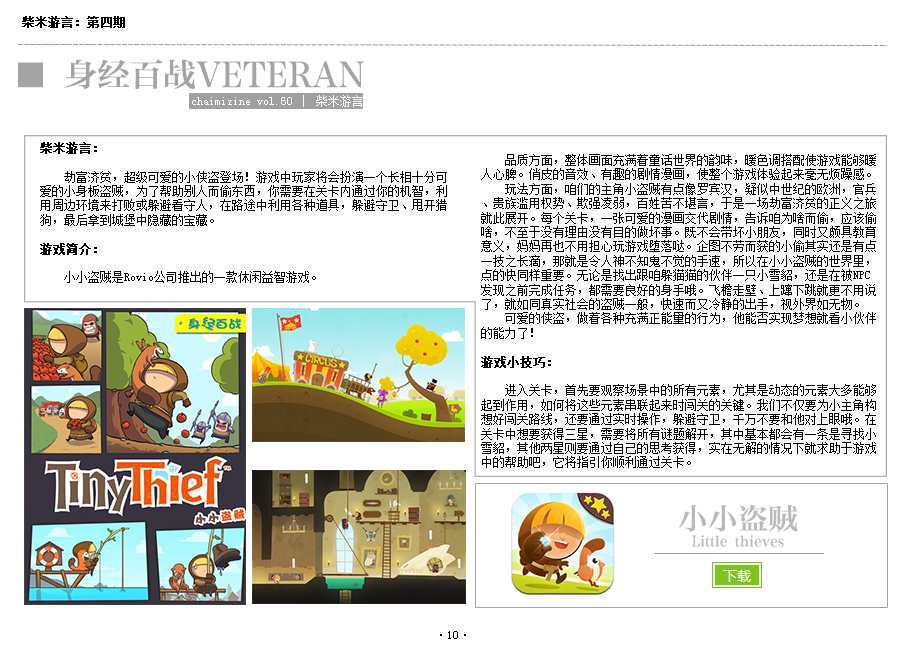 柴米游言：第四期
身经百战VETERAN
chaimizine vol.60 | 柴米游言
柴米游言：
劫富济贫，超级可爱的小侠盗登场！游戏中玩家将会扮演一个长相十分可
爱的小身板盗贼，为了帮助别人而偷东西，你需要在关卡内通过你的机智，利
用周边环境来打败或躲避看守人，在路途中利用各种道具，躲避守卫、甩开猎
狗，最后拿到城堡中隐藏的宝藏。
游戏简介：
小小盗贼是Rovio公司推出的一款休闲益智游戏。
身经百战
CIRCUS
TinyThief™
小小盗贼
品质方面，整体画面充满着童话世界的韵味，暖色调搭配使游戏能够暖
人心脾。俏皮的音效、有趣的剧情漫画，使整个游戏体验起来毫无烦躁感。
玩法方面，咱们的主角小盗贼有点像罗宾汉，疑似中世纪的欧洲，官兵
、贵族滥用权势、欺强凌弱，百姓苦不堪言，于是一场劫富济贫的正义之旅
就此展开。每个关卡，一张可爱的漫画交代剧情，告诉咱为啥而偷，应该偷
啥，不至于没有理由没有目的做坏事。既不会带坏小朋友，同时又颇具教育
意义，妈妈再也不用担心玩游戏堕落哒。企图不劳而获的小偷其实还是有点
一技之长滴，那就是令人神不知鬼不觉的手速，所以在小小盗贼的世界里，
点的快同样重要。无论是找出跟咱躲猫猫的伙伴一只小雪貂，还是在被NPC
发现之前完成任务，都需要良好的身手哦。飞檐走壁、上蹿下跳就更不用说
了，就如同真实社会的盗贼一般，快速而又冷静的出手，视外界如无物。
可爱的侠盗，做着各种充满正能量的行为，他能否实现梦想就看小伙伴
的能力了！
游戏小技巧：
进入关卡，首先要观察场景中的所有元素，尤其是动态的元素大多能够
起到作用，如何将这些元素串联起来时闯关的关键。我们不仅要为小主角构
想好闯关路线，还要通过实时操作，躲避守卫，千万不要和他对上眼哦。在
关卡中想要获得三星，需要将所有谜题解开，其中基本都会有一条是寻找小
雪貂，其他两星则要通过自己的思考获得，实在无解的情况下就求助于游戏
中的帮助吧，它将指引你顺利通过关卡。
小小盗贼
Little thieves
下载
·10·